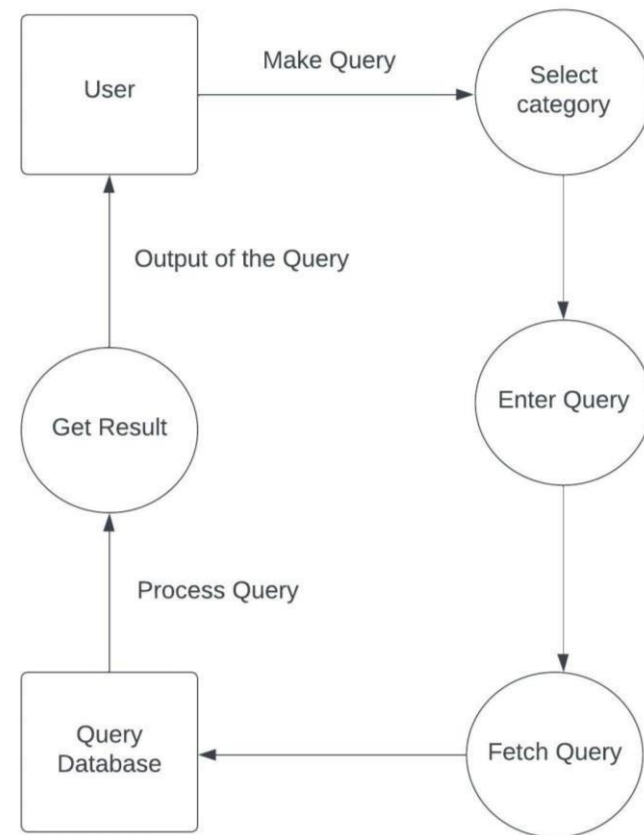 User
Make Query
Select
category
Output of the Query
Enter Query
Get Result
Process Query
Query
Database
Fetch Query